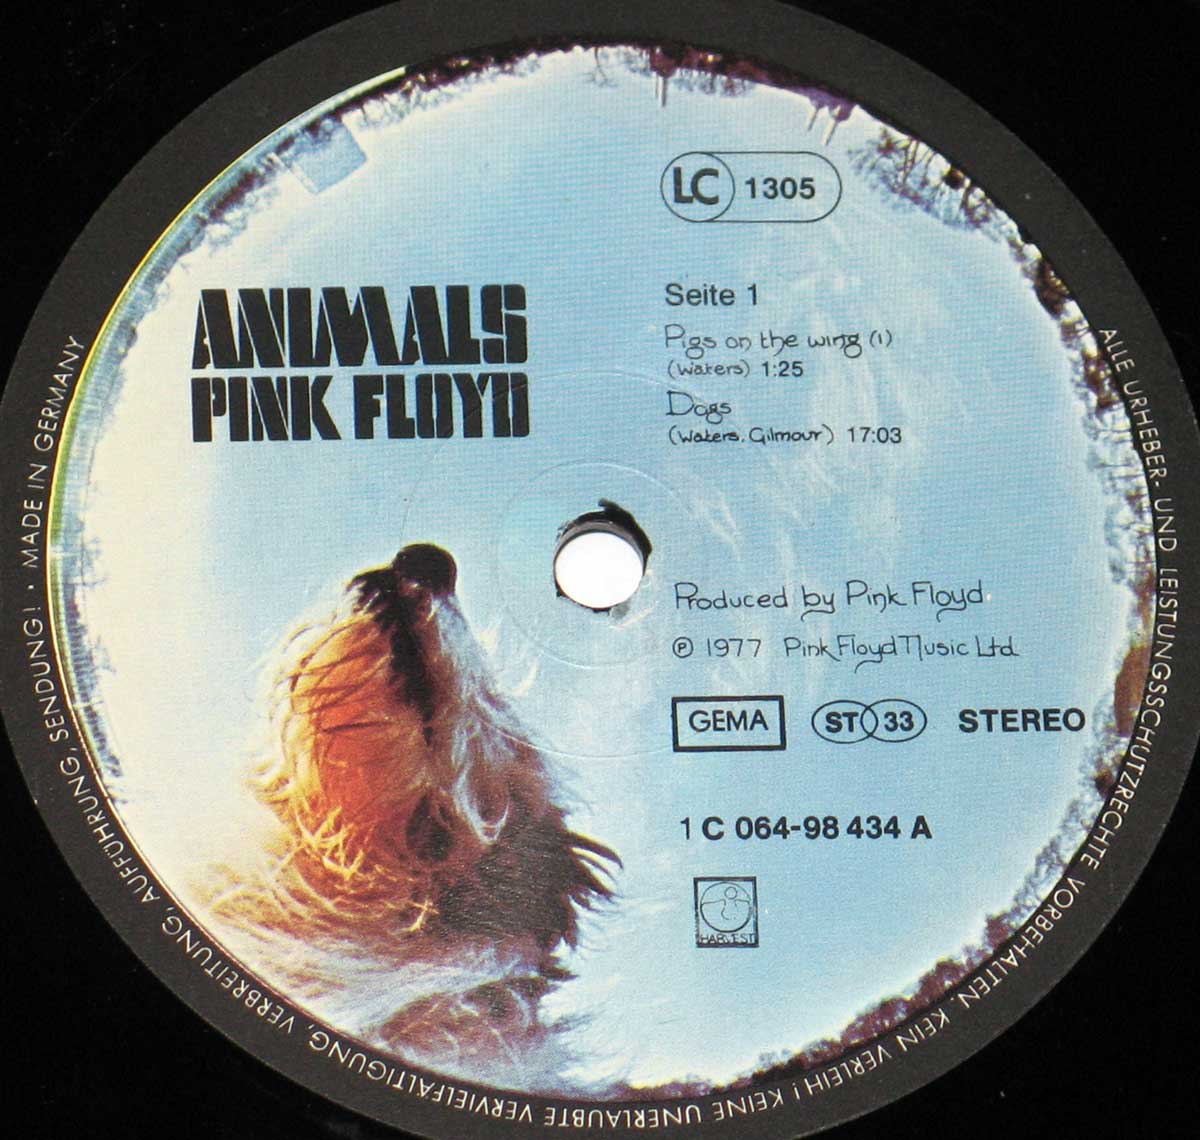 LC 1305
ANIMALS
PINK FLOYD
Seite 1
Pigs on the wing (1)
(Waters) 1:25
Dogs
(Waters, Gilmour) 17:03
Produced by Pink Floyd.
℗ 1977 Pink Floyd Music Ltd.
GEMA ST 33 STEREO
1 C 064-98 434 A
HARVEST
ALLE URHEBER- UND LEISTUNGSSCHUTZRECHTE VORBEHALTEN. KEIN VERLEIH! KEINE UNERLAUBTE VERVIELFÄLTIGUNG, VERBREITUNG, AUFFÜHRUNG, SENDUNG! · MADE IN GERMANY